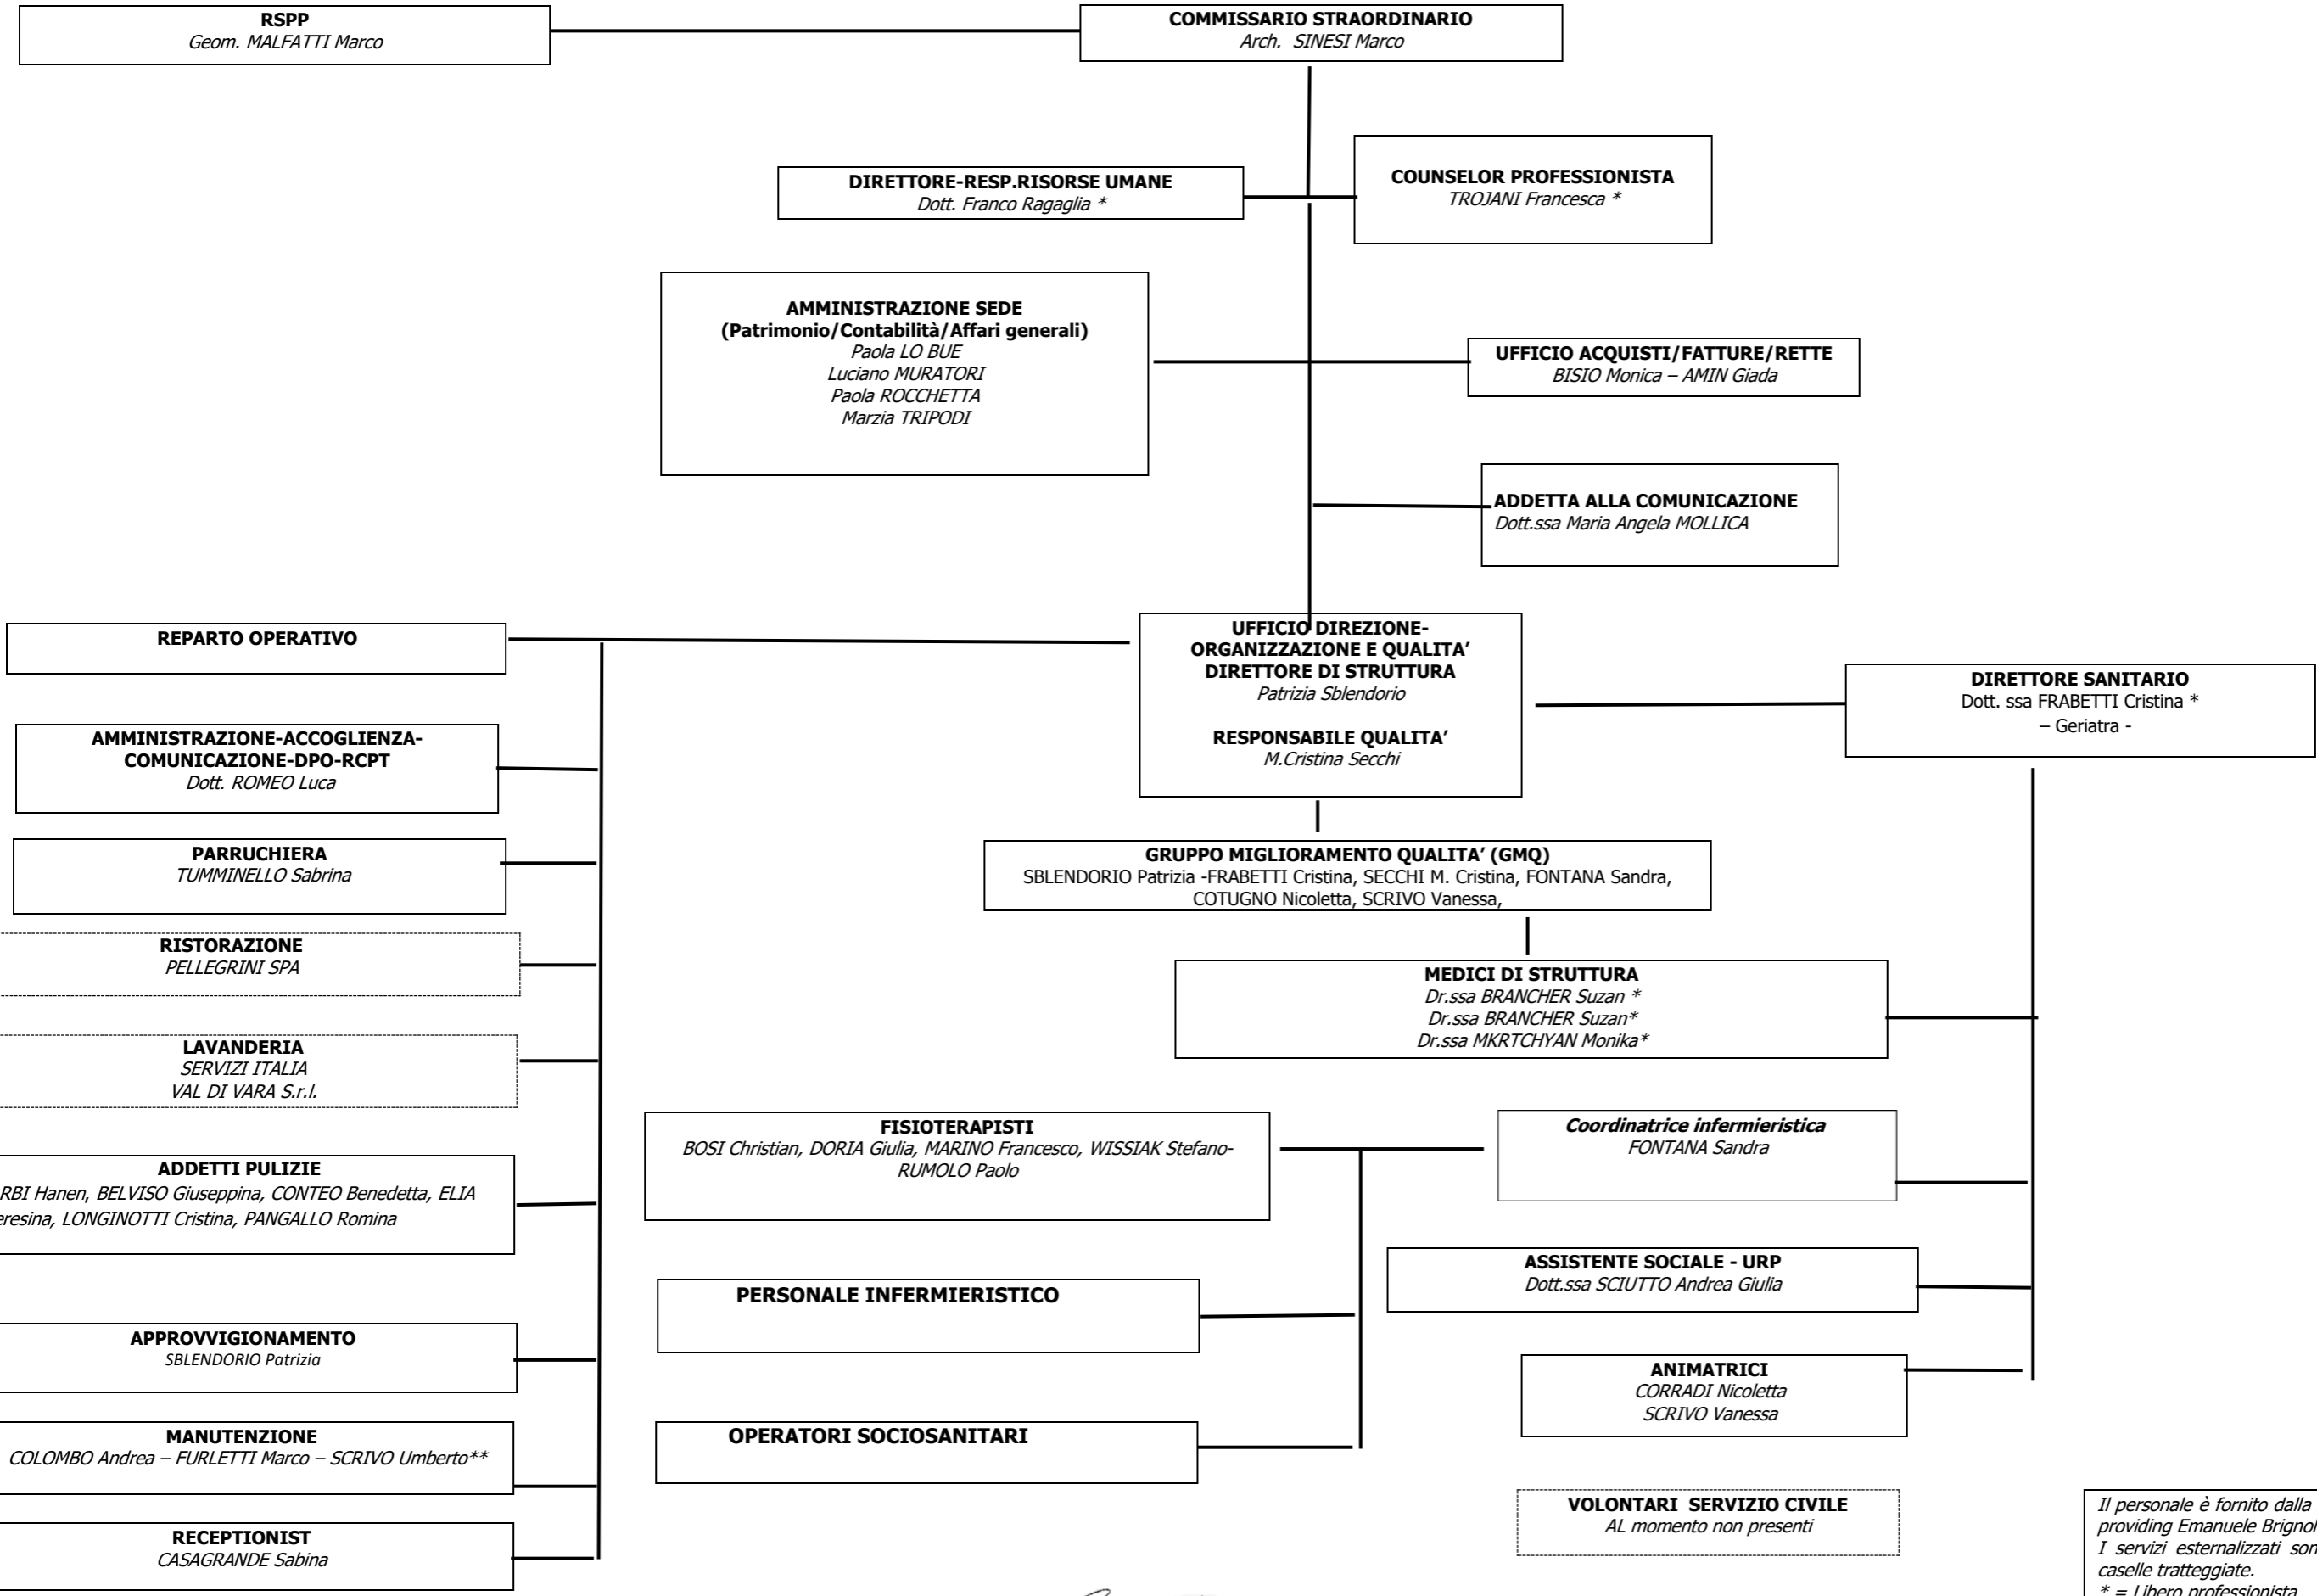 RSPP
Geom. MALFATTI Marco
COMMISSARIO STRAORDINARIO
Arch. SINESI Marco
DIRETTORE-RESP.RISORSE UMANE
Dott. Franco Ragaglia *
COUNSELOR PROFESSIONISTA
TROJANI Francesca *
AMMINISTRAZIONE SEDE
(Patrimonio/Contabilità/Affari generali)
Paola LO BUE
Luciano MURATORI
Paola ROCCHETTA
Marzia TRIPODI
UFFICIO ACQUISTI/FATTURE/RETTE
BISIO Monica – AMIN Giada
ADDETTA ALLA COMUNICAZIONE
Dott.ssa Maria Angela MOLLICA
REPARTO OPERATIVO
UFFICIO DIREZIONE-
ORGANIZZAZIONE E QUALITA’
DIRETTORE DI STRUTTURA
Patrizia Sblendorio
RESPONSABILE QUALITA’
M.Cristina Secchi
DIRETTORE SANITARIO
Dott. ssa FRABETTI Cristina *
– Geriatra -
AMMINISTRAZIONE-ACCOGLIENZA-
COMUNICAZIONE-DPO-RCPT
Dott. ROMEO Luca
PARRUCHIERA
TUMMINELLO Sabrina
GRUPPO MIGLIORAMENTO QUALITA’ (GMQ)
SBLENDORIO Patrizia -FRABETTI Cristina, SECCHI M. Cristina, FONTANA Sandra,
COTUGNO Nicoletta, SCRIVO Vanessa,
RISTORAZIONE
PELLEGRINI SPA
MEDICI DI STRUTTURA
Dr.ssa BRANCHER Suzan *
Dr.ssa BRANCHER Suzan*
Dr.ssa MKRTCHYAN Monika*
LAVANDERIA
SERVIZI ITALIA
VAL DI VARA S.r.l.
FISIOTERAPISTI
BOSI Christian, DORIA Giulia, MARINO Francesco, WISSIAK Stefano-
RUMOLO Paolo
Coordinatrice infermieristica
FONTANA Sandra
ADDETTI PULIZIE
RBI Hanen, BELVISO Giuseppina, CONTEO Benedetta, ELIA
eresina, LONGINOTTI Cristina, PANGALLO Romina
ASSISTENTE SOCIALE - URP
Dott.ssa SCIUTTO Andrea Giulia
PERSONALE INFERMIERISTICO
APPROVVIGIONAMENTO
SBLENDORIO Patrizia
ANIMATRICI
CORRADI Nicoletta
SCRIVO Vanessa
MANUTENZIONE
COLOMBO Andrea – FURLETTI Marco – SCRIVO Umberto**
OPERATORI SOCIOSANITARI
VOLONTARI SERVIZIO CIVILE
AL momento non presenti
RECEPTIONIST
CASAGRANDE Sabina
Il personale è fornito dalla
providing Emanuele Brignol
I servizi esternalizzati son
caselle tratteggiate.
* = Libero professionista